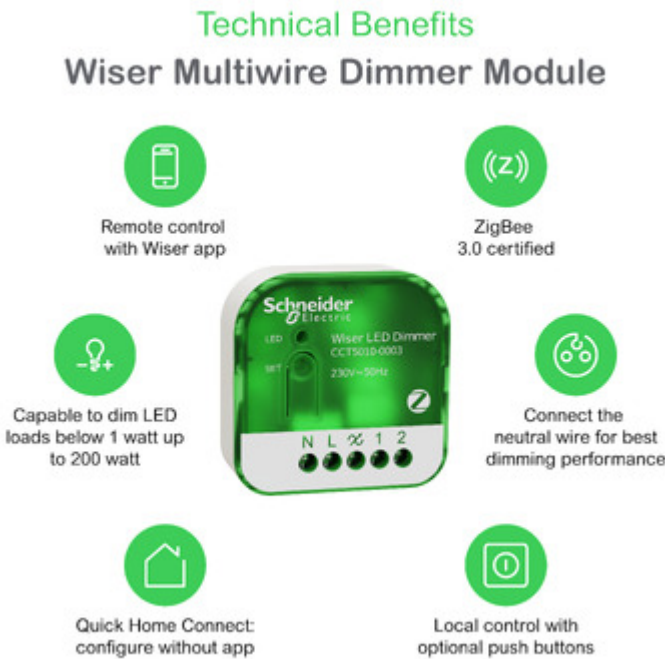 Technical Benefits
Wiser Multiwire Dimmer Module
Remote control
with Wiser app
((Z))
ZigBee
3.0 certified
Schneider
Electric
LED
Wiser LED Dimmer
CCT5010-0003
SET
230V~50Hz
N L 1 2
Capable to dim LED
loads below 1 watt up
to 200 watt
Connect the
neutral wire for best
dimming performance
Quick Home Connect:
configure without app
Local control with
optional push buttons